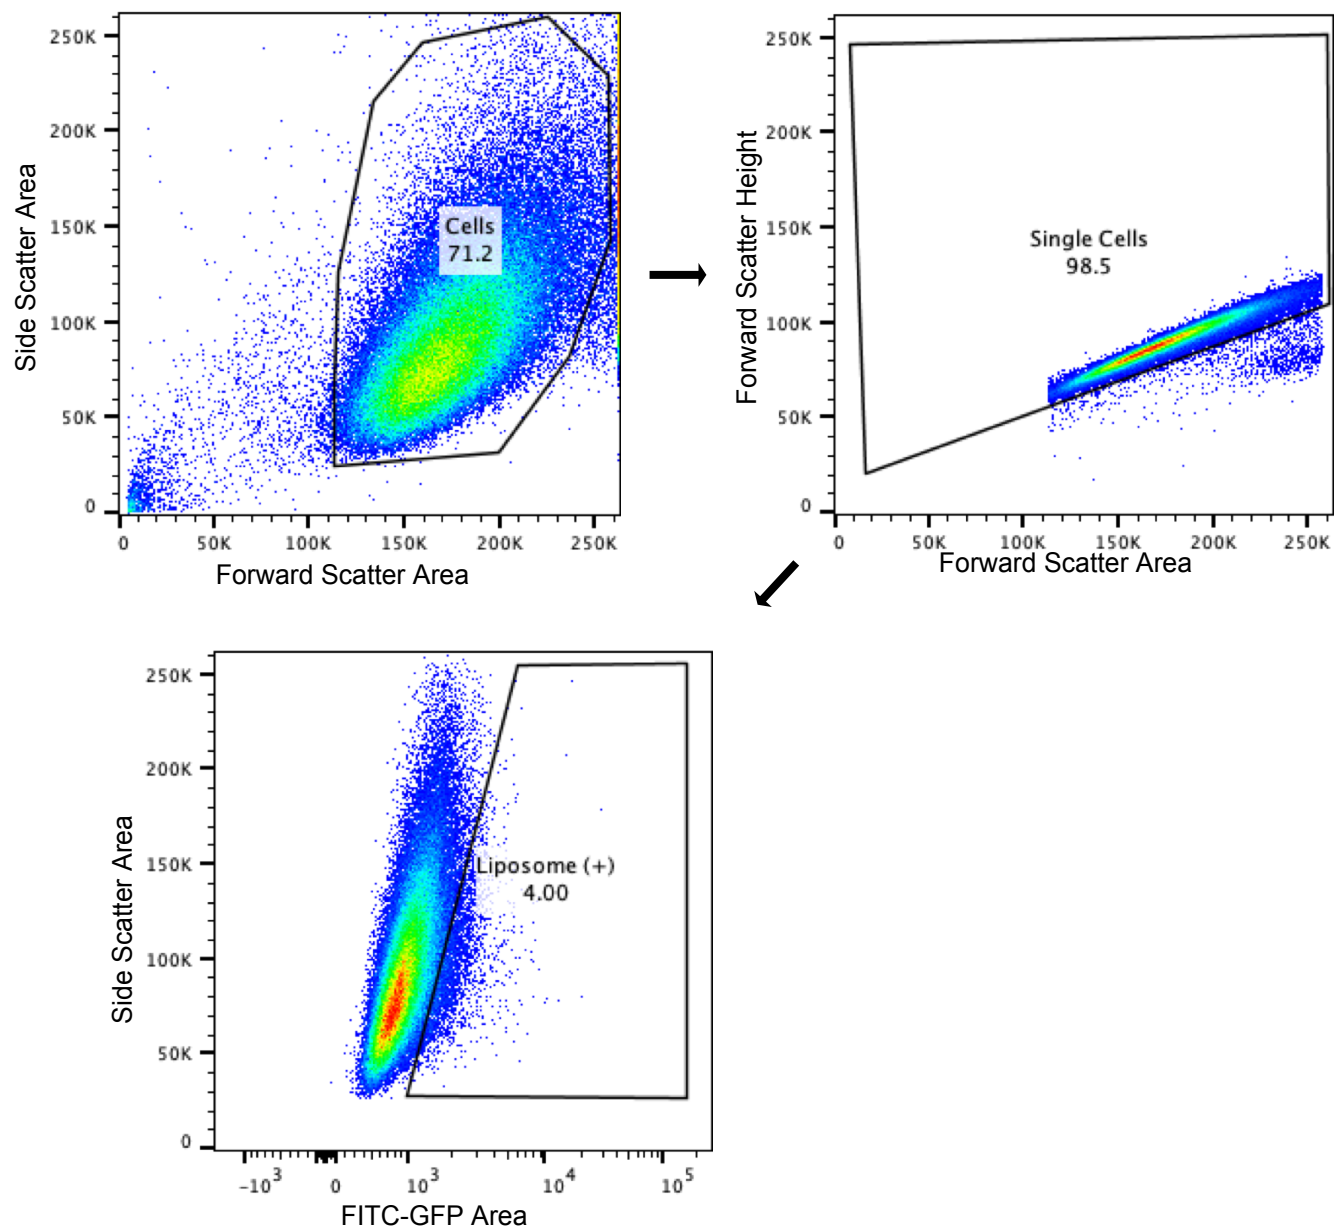 Side Scatter Area
250K
200K
150K
100K
50K
0
Cells
71.2
0 50K 100K 150K 200K 250K
Forward Scatter Area
Forward Scatter Height
250K
200K
150K
100K
50K
0
Single Cells
98.5
0 50K 100K 150K 200K 250K
Forward Scatter Area
Side Scatter Area
250K
200K
150K
100K
50K
0
Liposome (+)
4.00
-10³ 0 10³ 10⁴ 10⁵
FITC-GFP Area